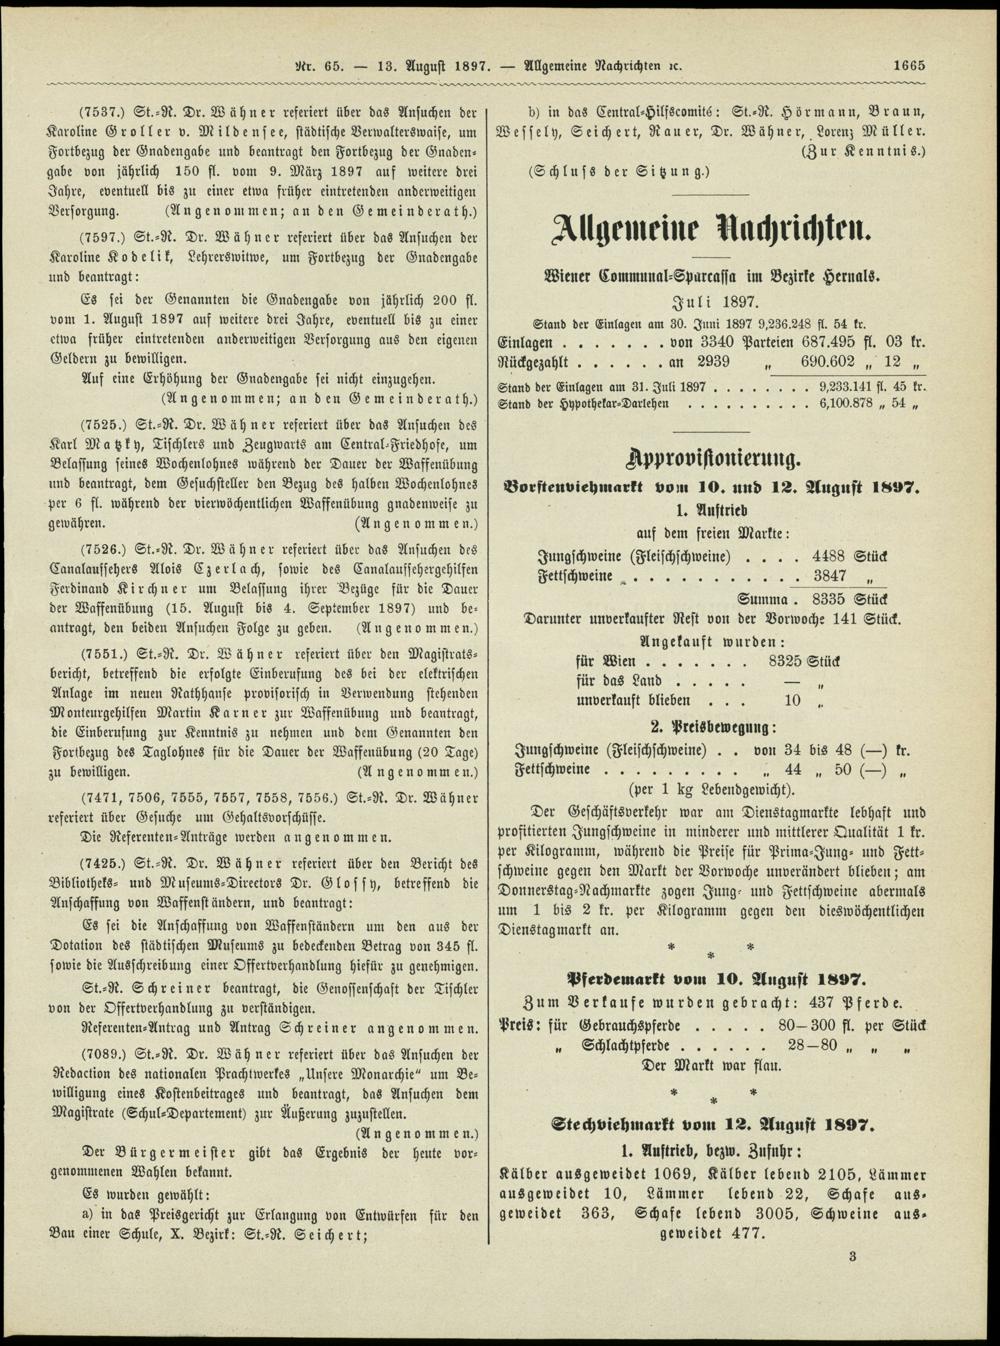 Nr. 65. — 13. August 1897. — Allgemeine Nachrichten ꝛc. 1665
(7537.) St.-R. Dr. Wähner referiert über das Ansuchen der
Karoline Groller v. Mildensee, städtische Verwalterswaise, um
Fortbezug der Gnadengabe und beantragt den Fortbezug der Gnaden-
gabe von jährlich 150 fl. vom 9. März 1897 auf weitere drei
Jahre, eventuell bis zu einer etwa früher eintretenden anderweitigen
Versorgung. (Angenommen; an den Gemeinderath.)
(7597.) St.-R. Dr. Wähner referiert über das Ansuchen der
Karoline Kodelik, Lehrerswitwe, um Fortbezug der Gnadengabe
und beantragt:
Es sei der Genannten die Gnadengabe von jährlich 200 fl.
vom 1. August 1897 auf weitere drei Jahre, eventuell bis zu einer
etwa früher eintretenden anderweitigen Versorgung aus den eigenen
Geldern zu bewilligen.
Auf eine Erhöhung der Gnadengabe sei nicht einzugehen.
(Angenommen; an den Gemeinderath.)
(7525.) St.-R. Dr. Wähner referiert über das Ansuchen des
Karl Matzky, Tischlers und Zeugwarts am Central-Friedhofe, um
Belassung seines Wochenlohnes während der Dauer der Waffenübung
und beantragt, dem Gesuchsteller den Bezug des halben Wochenlohnes
per 6 fl. während der vierwöchentlichen Waffenübung gnadenweise zu
gewähren. (Angenommen.)
(7526.) St.-R. Dr. Wähner referiert über das Ansuchen des
Canalaufsehers Alois Czerlach, sowie des Canalaufsehergehilfen
Ferdinand Kirchner um Belassung ihrer Bezüge für die Dauer
der Waffenübung (15. August bis 4. September 1897) und be-
antragt, den beiden Ansuchen Folge zu geben. (Angenommen.)
(7551.) St.-R. Dr. Wähner referiert über den Magistrats-
bericht, betreffend die erfolgte Einberufung des bei der elektrischen
Anlage im neuen Rathhause provisorisch in Verwendung stehenden
Monteurgehilfen Martin Karner zur Waffenübung und beantragt,
die Einberufung zur Kenntnis zu nehmen und dem Genannten den
Fortbezug des Taglohnes für die Dauer der Waffenübung (20 Tage)
zu bewilligen. (Angenommen.)
(7471, 7506, 7555, 7557, 7558, 7556.) St.-R. Dr. Wähner
referiert über Gesuche um Gehaltsvorschüsse.
Die Referenten-Anträge werden angenommen.
(7425.) St.-R. Dr. Wähner referiert über den Bericht des
Bibliotheks- und Museums-Directors Dr. Glossy, betreffend die
Anschaffung von Waffenständern, und beantragt:
Es sei die Anschaffung von Waffenständern um den aus der
Dotation des städtischen Museums zu bedeckenden Betrag von 345 fl.
sowie die Ausschreibung einer Offertverhandlung hiefür zu genehmigen.
St.-R. Schreiner beantragt, die Genossenschaft der Tischler
von der Offertverhandlung zu verständigen.
Referenten-Antrag und Antrag Schreiner angenommen.
(7089.) St.-R. Dr. Wähner referiert über das Ansuchen der
Redaction des nationalen Prachtwerkes „Unsere Monarchie“ um Be-
willigung eines Kostenbeitrages und beantragt, das Ansuchen dem
Magistrate (Schul-Departement) zur Äußerung zuzustellen.
(Angenommen.)
Der Bürgermeister gibt das Ergebnis der heute vor-
genommenen Wahlen bekannt.
Es wurden gewählt:
a) in das Preisgericht zur Erlangung von Entwürfen für den
Bau einer Schule, X. Bezirk: St.-R. Seichert;
b) in das Central-Hilfscomité: St.-R. Hörmann, Braun,
Wessely, Seichert, Rauer, Dr. Wähner, Lorenz Müller.
(Zur Kenntnis.)
(Schluss der Sitzung.)
Allgemeine Nachrichten.
Wiener Communal-Sparcassa im Bezirke Hernals.
Juli 1897.
Stand der Einlagen am 30. Juni 1897 9,236.248 fl. 54 kr.
Einlagen . . . . . . . von 3340 Parteien 687.495 fl. 03 kr.
Rückgezahlt . . . . . . an 2939 „ 690.602 „ 12 „
Stand der Einlagen am 31. Juli 1897 . . . . . . . . 9,233.141 fl. 45 kr.
Stand der Hypothekar-Darlehen . . . . . . . . . . 6,100.878 „ 54 „
Approvisionierung.
Borstenviehmarkt vom 10. und 12. August 1897.
1. Auftrieb
auf dem freien Markte:
Jungschweine (Fleischschweine) . . . . 4488 Stück
Fettschweine . . . . . . . . . . . 3847 „
Summa . 8335 Stück
Darunter unverkaufter Rest von der Vorwoche 141 Stück.
Angekauft wurden:
für Wien . . . . . . . 8325 Stück
für das Land . . . . . — „
unverkauft blieben . . . 10 „
2. Preisbewegung:
Jungschweine (Fleischschweine) . . von 34 bis 48 (—) kr.
Fettschweine . . . . . . . . . „ 44 „ 50 (—) „
(per 1 kg Lebendgewicht).
Der Geschäftsverkehr war am Dienstagmarkte lebhaft und
profitierten Jungschweine in minderer und mittlerer Qualität 1 kr.
per Kilogramm, während die Preise für Prima-Jung- und Fett-
schweine gegen den Markt der Vorwoche unverändert blieben; am
Donnerstag-Nachmarkte zogen Jung- und Fettschweine abermals
um 1 bis 2 kr. per Kilogramm gegen den dieswöchentlichen
Dienstagmarkt an.
* * *
Pferdemarkt vom 10. August 1897.
Zum Verkaufe wurden gebracht: 437 Pferde.
Preis: für Gebrauchspferde . . . . . 80—300 fl. per Stück
„ Schlachtpferde . . . . . . 28—80 „ „ „
Der Markt war flau.
* * *
Stechviehmarkt vom 12. August 1897.
1. Auftrieb, bezw. Zufuhr:
Kälber ausgeweidet 1069, Kälber lebend 2105, Lämmer
ausgeweidet 10, Lämmer lebend 22, Schafe aus-
geweidet 363, Schafe lebend 3005, Schweine aus-
geweidet 477.
3